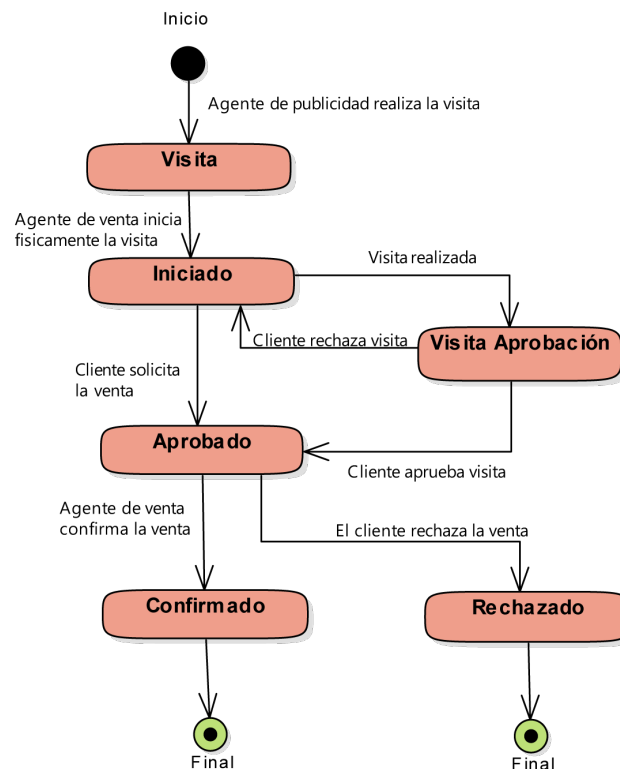 Inicio
Agente de publicidad realiza la visita
Visita
Agente de venta inicia
fisicamente la visita
Iniciado
Visita realizada
Cliente rechaza visita
Visita Aprobación
Cliente solicita
la venta
Aprobado
Cliente aprueba visita
Agente de venta
confirma la venta
El cliente rechaza la venta
Confirmado
Rechazado
Final
Final